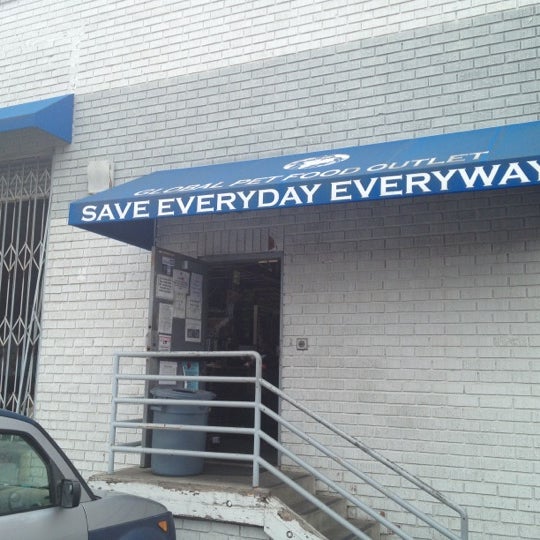 GLOBAL PET FOOD OUTLET
SAVE EVERYDAY EVERYWAY